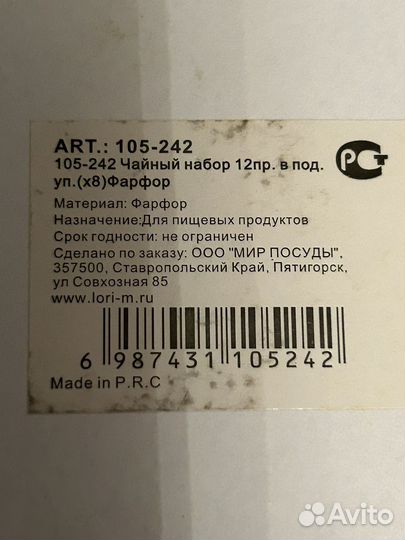 ART.: 105-242
105-242 Чайный набор 12пр. в под.
уп.(х8)Фарфор
РСТ
Материал: Фарфор
Назначение:Для пищевых продуктов
Срок годности: не ограничен
Сделано по заказу: ООО "МИР ПОСУДЫ",
357500, Ставропольский Край, Пятигорск,
ул Совхозная 85
www.lori-m.ru
6 987431 105242
Made in P.R.C
Avito